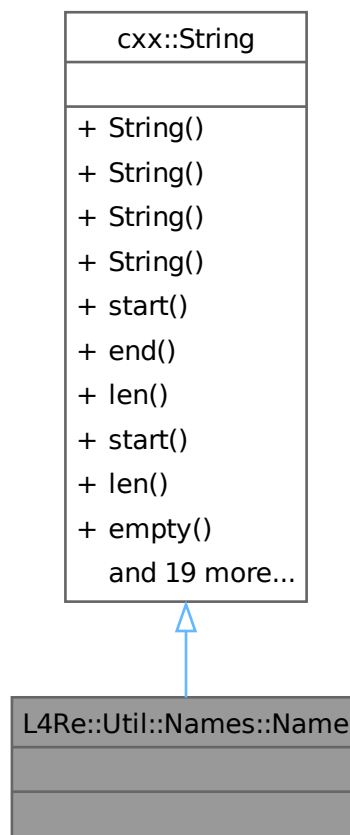 cxx::String
+ String()
+ String()
+ String()
+ String()
+ start()
+ end()
+ len()
+ start()
+ len()
+ empty()
and 19 more...
L4Re::Util::Names::Name